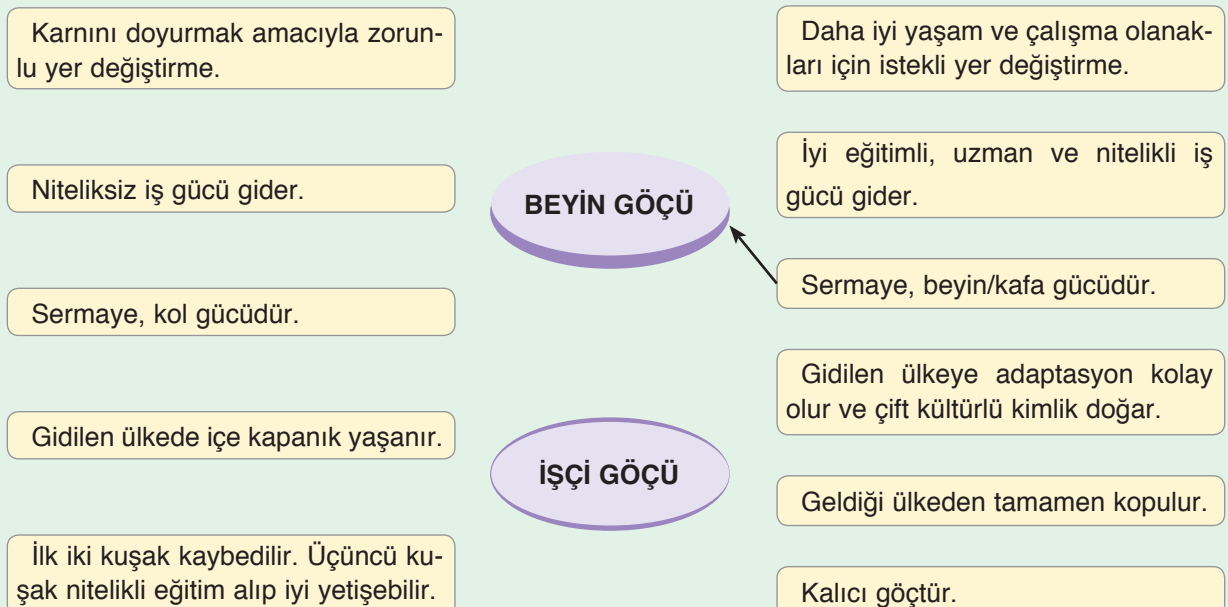 Karnını doyurmak amacıyla zorun-
lu yer değiştirme.
Niteliksiz iş gücü gider.
Sermaye, kol gücüdür.
Gidilen ülkede içe kapanık yaşanır.
İlk iki kuşak kaybedilir. Üçüncü ku-
şak nitelikli eğitim alıp iyi yetişebilir.
BEYİN GÖÇÜ
İŞÇİ GÖÇÜ
Daha iyi yaşam ve çalışma olanak-
ları için istekli yer değiştirme.
İyi eğitimli, uzman ve nitelikli iş
gücü gider.
Sermaye, beyin/kafa gücüdür.
Gidilen ülkeye adaptasyon kolay
olur ve çift kültürlü kimlik doğar.
Geldiği ülkeden tamamen kopulur.
Kalıcı göçtür.